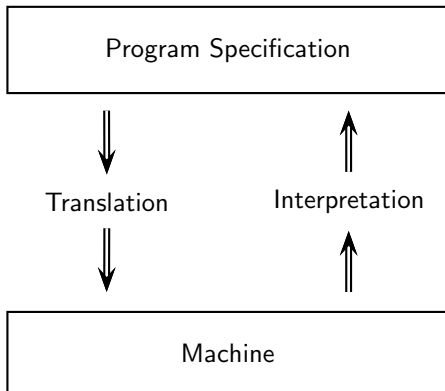 Program Specification
Translation
Interpretation
Machine